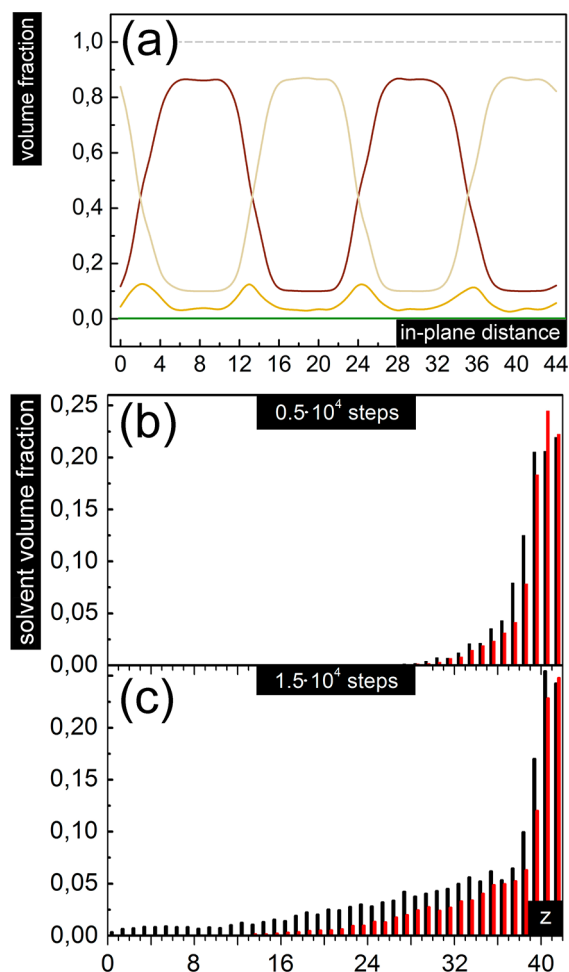 (a)
volume fraction
1,0
0,8
0,6
0,4
0,2
0,0
in-plane distance
0 4 8 12 16 20 24 28 32 36 40 44
(b)
0.5·10⁴ steps
solvent volume fraction
0,25
0,20
0,15
0,10
0,05
0,00
(c)
1.5·10⁴ steps
0,20
0,15
0,10
0,05
0,00
z
0 8 16 24 32 40